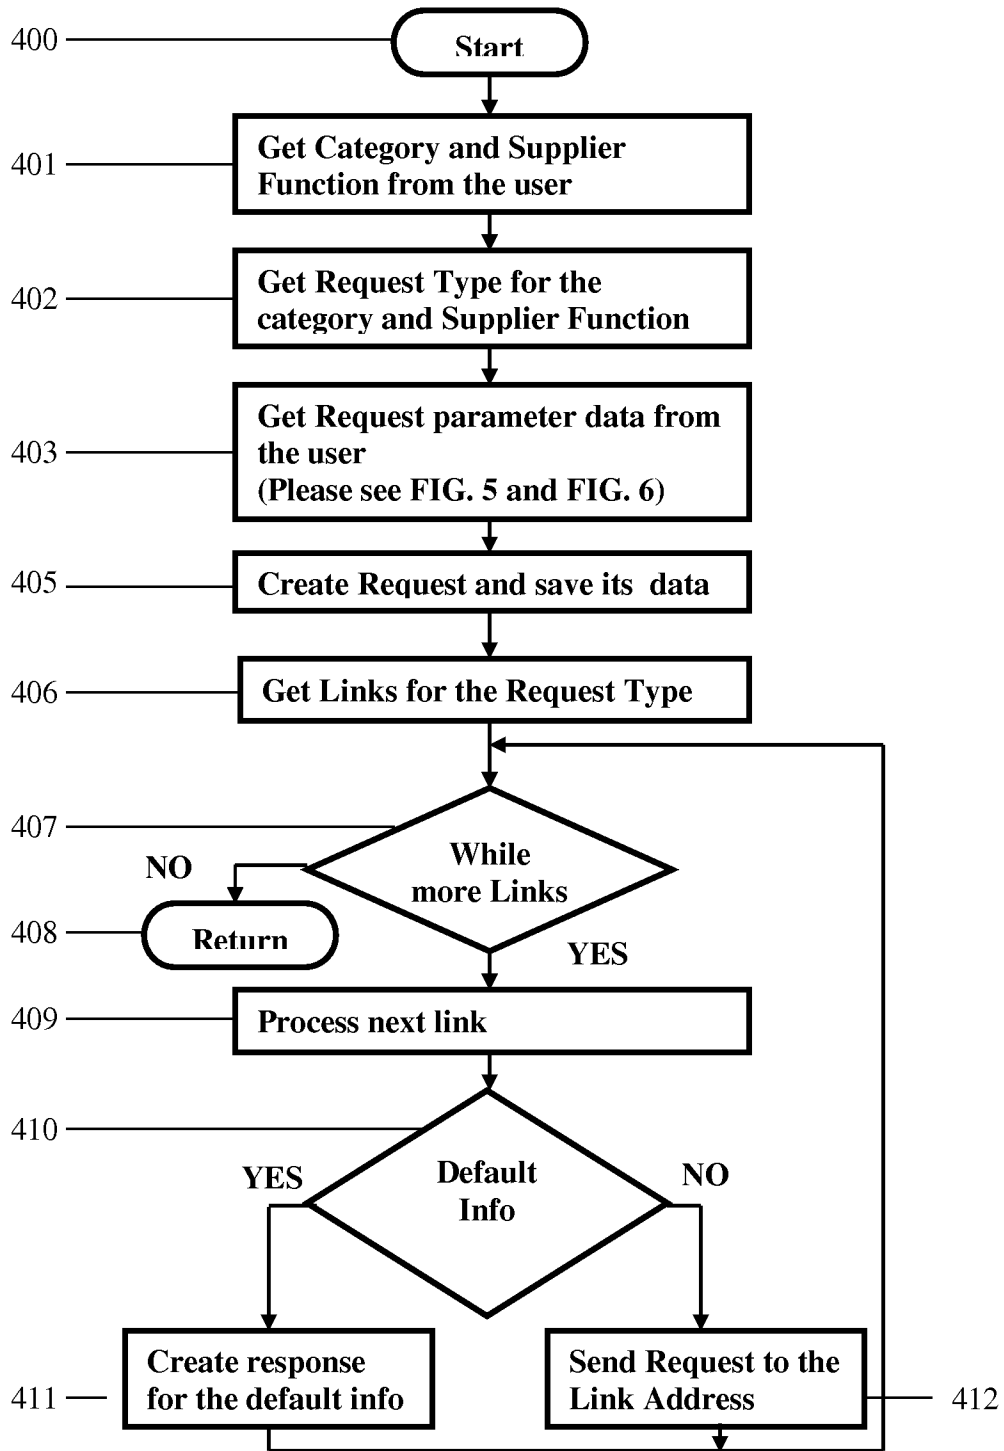 400
Start
401
Get Category and Supplier
Function from the user
402
Get Request Type for the
category and Supplier Function
403
Get Request parameter data from
the user
(Please see FIG. 5 and FIG. 6)
405
Create Request and save its data
406
Get Links for the Request Type
407
While
more Links
NO
408
Return
YES
409
Process next link
410
Default
Info
YES
NO
411
Create response
for the default info
Send Request to the
Link Address
412